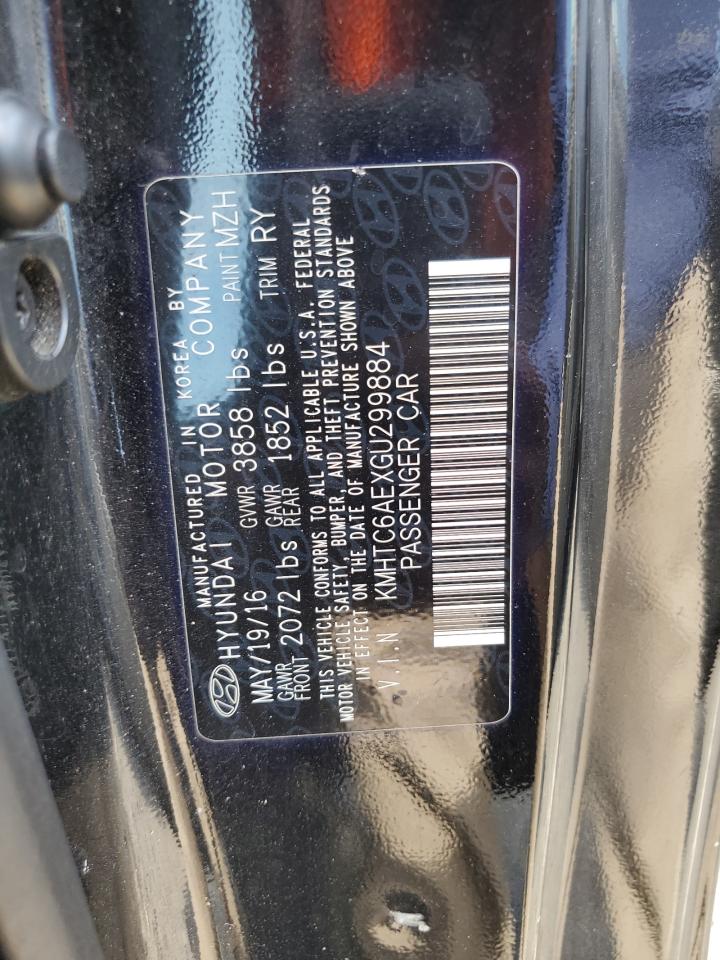 MANUFACTURED IN KOREA BY
HYUNDAI MOTOR COMPANY
MAY/19/16 GVWR 3858 lbs PAINT MZH
GAWR FRONT 2072 lbs GAWR REAR 1852 lbs TRIM RY
THIS VEHICLE CONFORMS TO ALL APPLICABLE U.S.A. FEDERAL
MOTOR VEHICLE SAFETY, BUMPER, AND THEFT PREVENTION STANDARDS
IN EFFECT ON THE DATE OF MANUFACTURE SHOWN ABOVE
V.I.N KMHTC6AEXGU299884
PASSENGER CAR